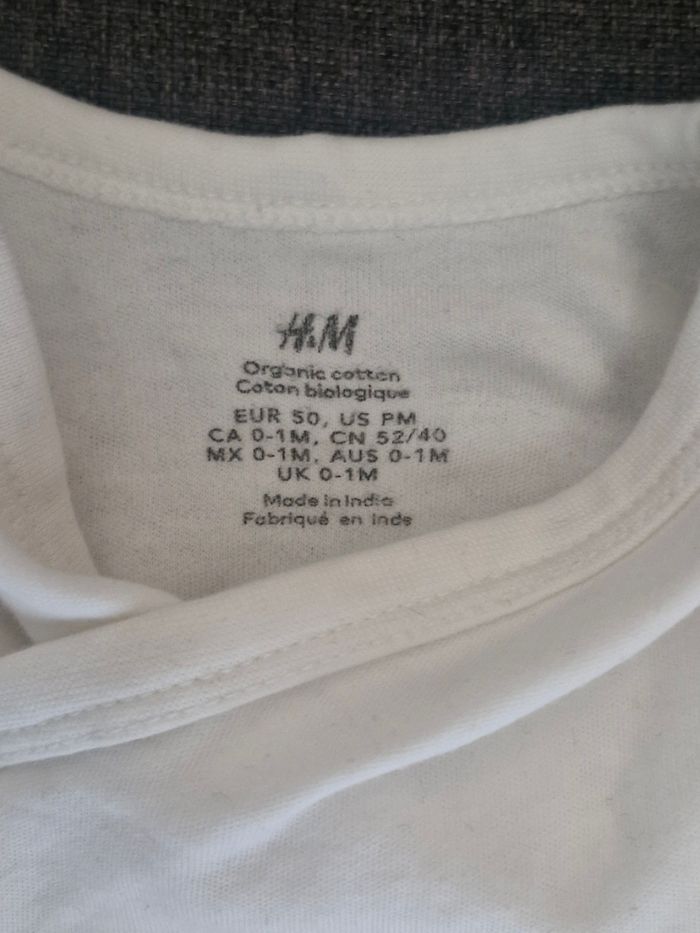 H&M
Organic cotton
Coton biologique
EUR 50, US PM
CA 0-1M, CN 52/40
MX 0-1M, AUS 0-1M
UK 0-1M
Made in India
Fabriqué en Inde